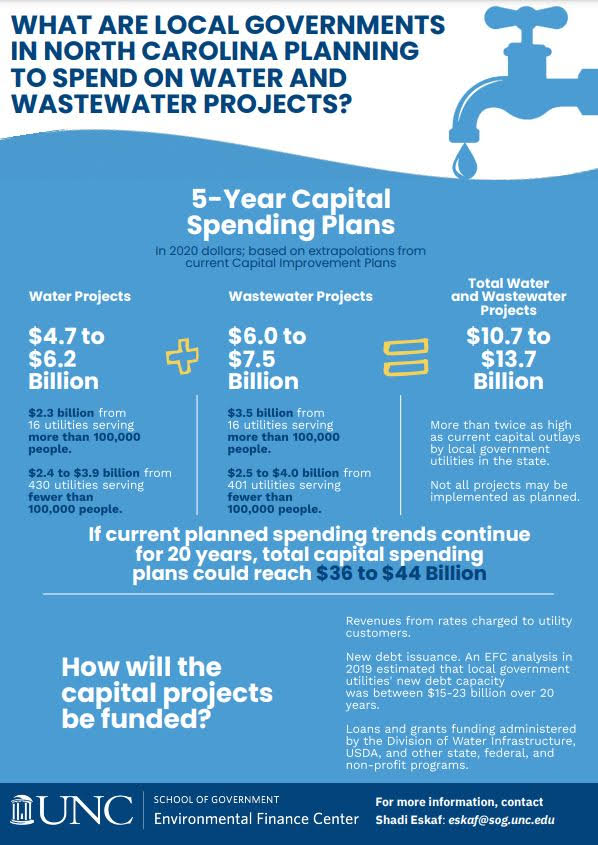 WHAT ARE LOCAL GOVERNMENTS
IN NORTH CAROLINA PLANNING
TO SPEND ON WATER AND
WASTEWATER PROJECTS?
5-Year Capital
Spending Plans
In 2020 dollars; based on extrapolations from
current Capital Improvement Plans
Water Projects
$4.7 to
$6.2
Billion
$2.3 billion from
16 utilities serving
more than 100,000
people.
$2.4 to $3.9 billion from
430 utilities serving
fewer than
100,000 people.
Wastewater Projects
$6.0 to
$7.5
Billion
$3.5 billion from
16 utilities serving
more than 100,000
people.
$2.5 to $4.0 billion from
401 utilities serving
fewer than
100,000 people.
Total Water
and Wastewater
Projects
$10.7 to
$13.7
Billion
More than twice as high
as current capital outlays
by local government
utilities in the state.
Not all projects may be
implemented as planned.
If current planned spending trends continue
for 20 years, total capital spending
plans could reach $36 to $44 Billion
How will the
capital projects
be funded?
Revenues from rates charged to utility
customers.
New debt issuance. An EFC analysis in
2019 estimated that local government
utilities' new debt capacity
was between $15-23 billion over 20
years.
Loans and grants funding administered
by the Division of Water Infrastructure,
USDA, and other state, federal, and
non-profit programs.
UNC
SCHOOL OF GOVERNMENT
Environmental Finance Center
For more information, contact
Shadi Eskaf: eskaf@sog.unc.edu